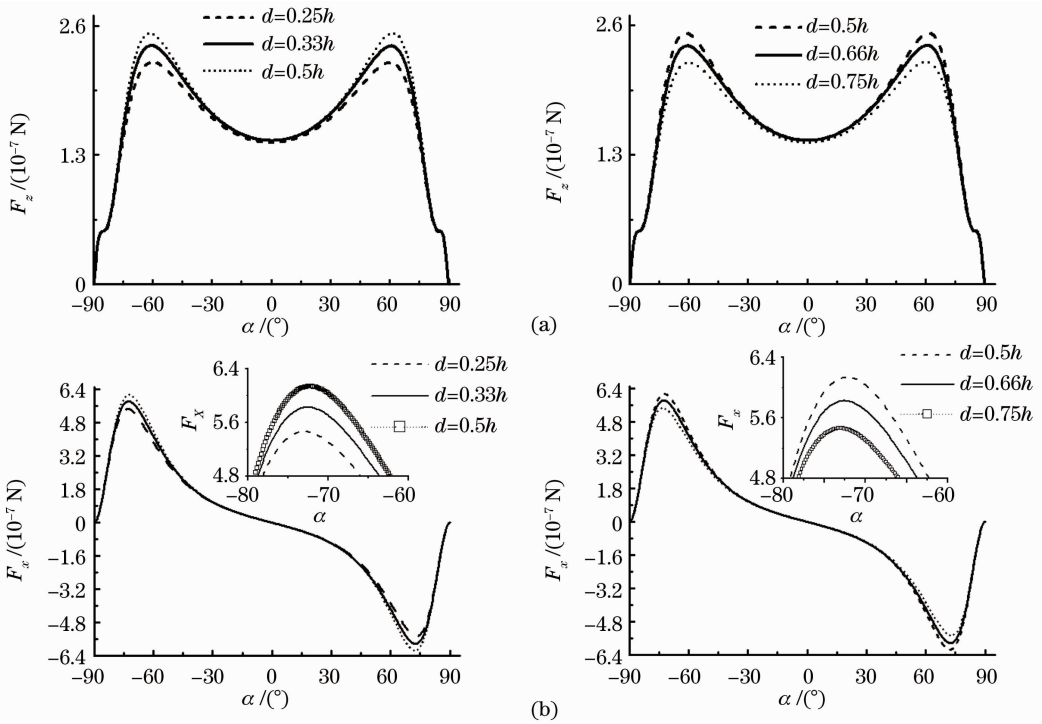 2.6
1.3
0
F_z /(10⁻⁷ N)
d=0.25h
d=0.33h
d=0.5h
−90 −60 −30 0 30 60 90
α /(°)
2.6
1.3
0
F_z /(10⁻⁷ N)
d=0.5h
d=0.66h
d=0.75h
−90 −60 −30 0 30 60 90
α /(°)
(a)
6.4
4.8
3.2
1.8
0
−1.6
−3.2
−4.8
−6.4
F_x /(10⁻⁷ N)
6.4
5.6
4.8
F_X
−80 −70 −60
α
d=0.25h
d=0.33h
d=0.5h
−90 −60 −30 0 30 60 90
α /(°)
6.4
4.8
3.2
1.8
0
−1.6
−3.2
−4.8
−6.4
F_x /(10⁻⁷ N)
6.4
5.6
4.8
F_x
−80 −70 −60
α
d=0.5h
d=0.66h
d=0.75h
−90 −60 −30 0 30 60 90
α /(°)
(b)